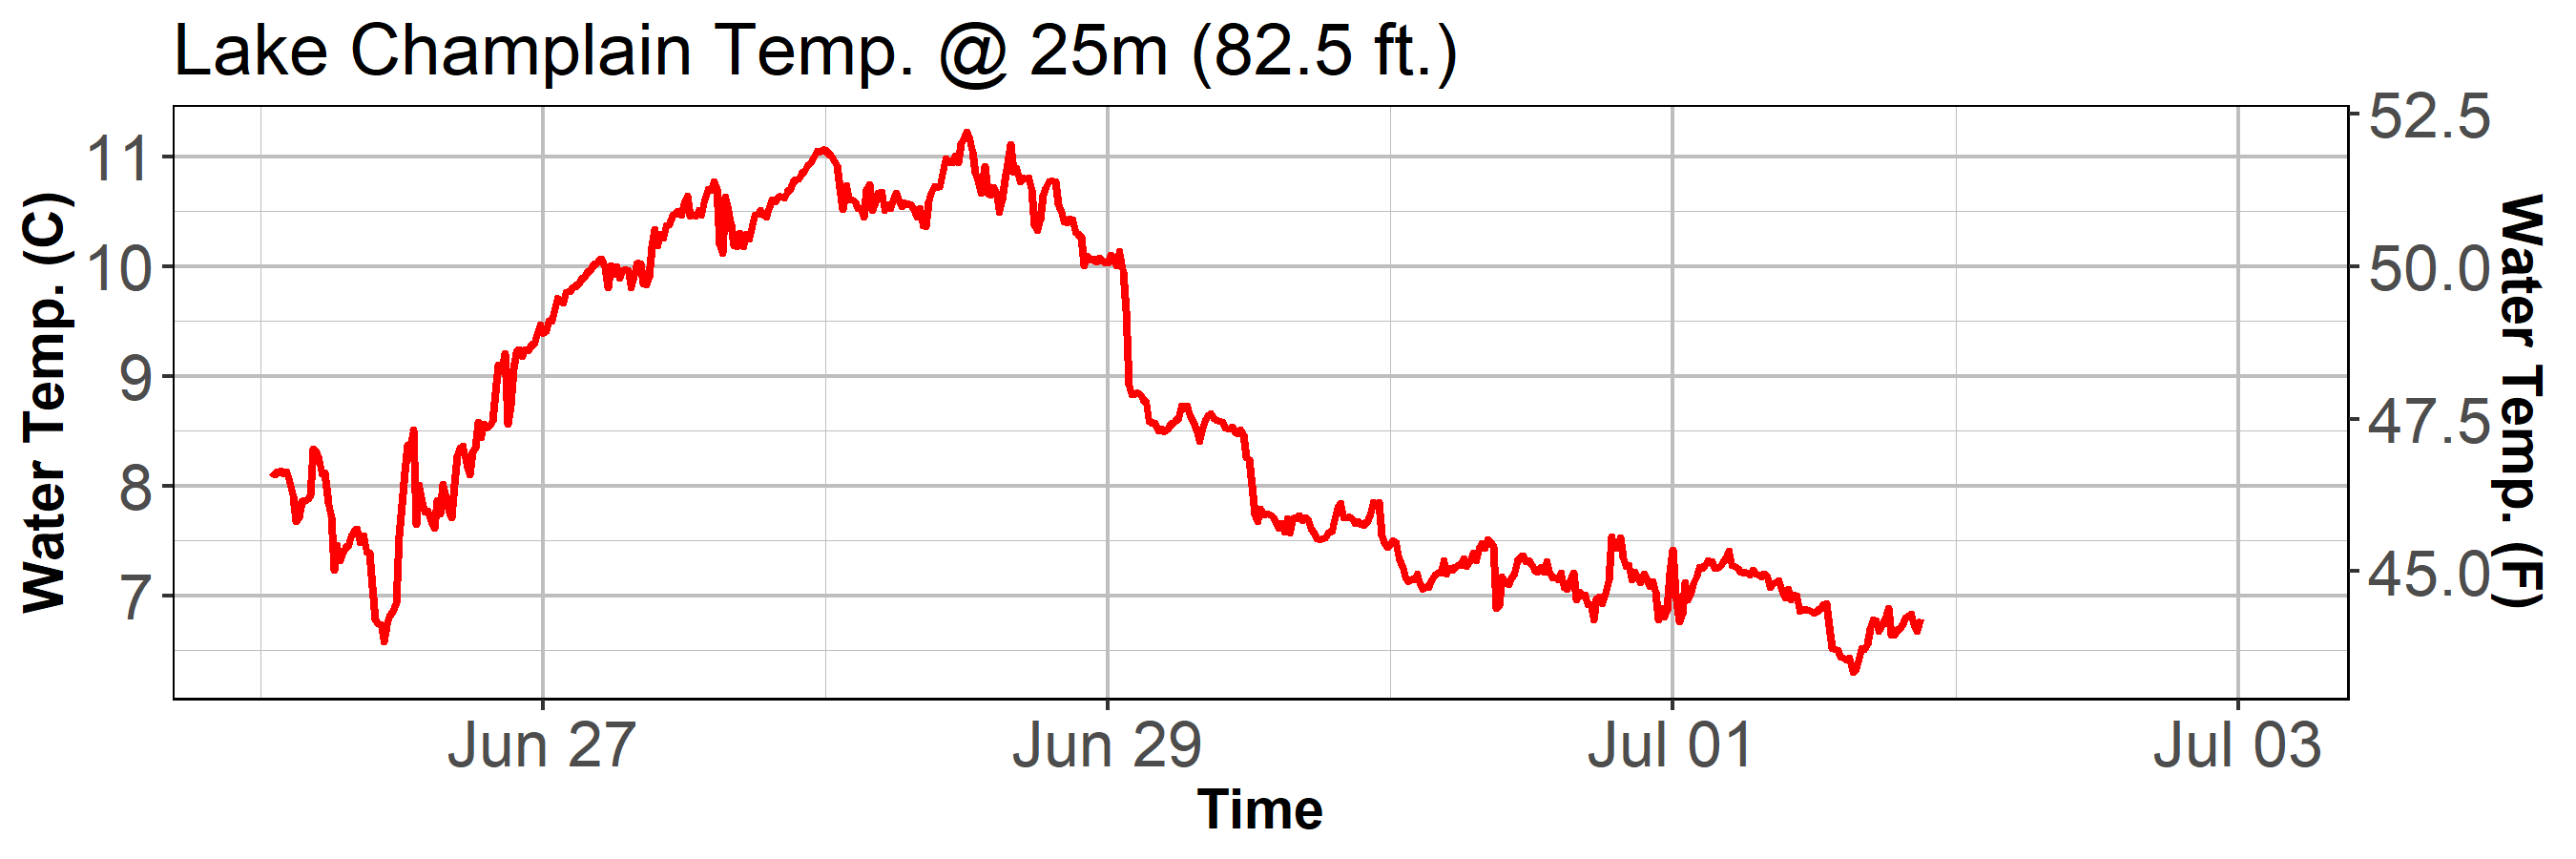 Lake Champlain Temp. @ 25m (82.5 ft.)
Water Temp. (C)
11
10
9
8
7
52.5
50.0
47.5
45.0
Water Temp. (F)
Jun 27
Jun 29
Jul 01
Jul 03
Time